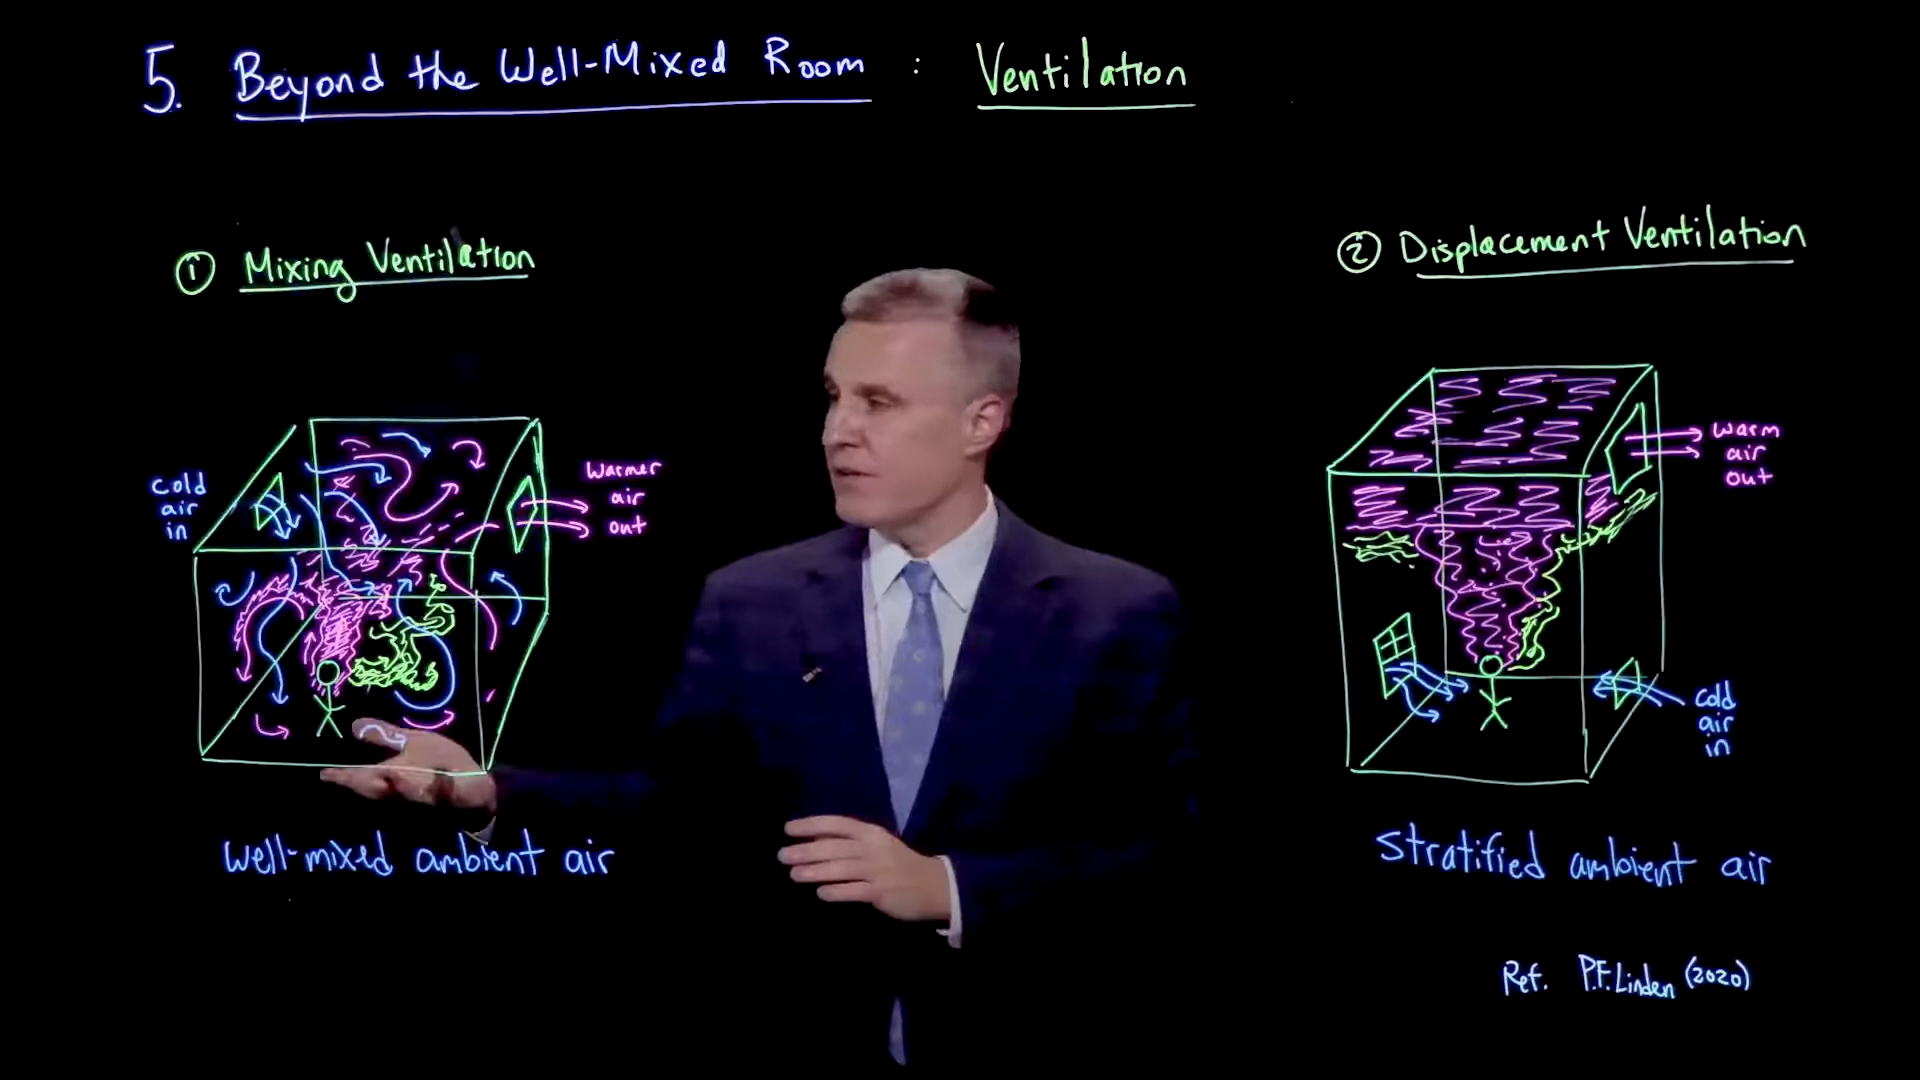 5. Beyond the Well-Mixed Room : Ventilation
① Mixing Ventilation
cold
air
in
Warmer
air
out
well-mixed ambient air
② Displacement Ventilation
warm
air
out
cold
air
in
stratified ambient air
Ref. P.F. Linden (2020)